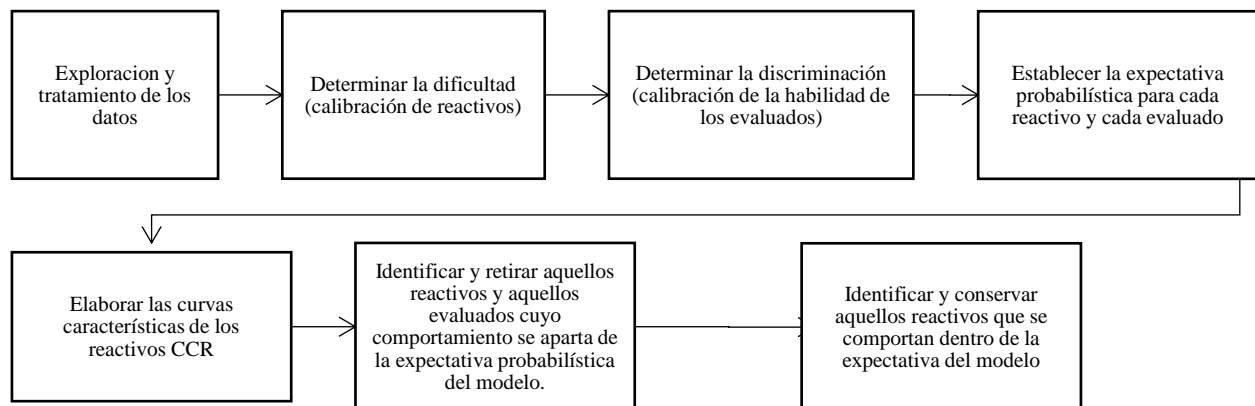 Exploracion y
tratamiento de los
datos
Determinar la dificultad
(calibración de reactivos)
Determinar la discriminación
(calibración de la habilidad de
los evaluados)
Establecer la expectativa
probabilística para cada
reactivo y cada evaluado
Elaborar las curvas
características de los
reactivos CCR
Identificar y retirar aquellos
reactivos y aquellos
evaluados cuyo
comportamiento se aparta de
la expectativa probabilística
del modelo.
Identificar y conservar
aquellos reactivos que se
comportan dentro de la
expectativa del modelo